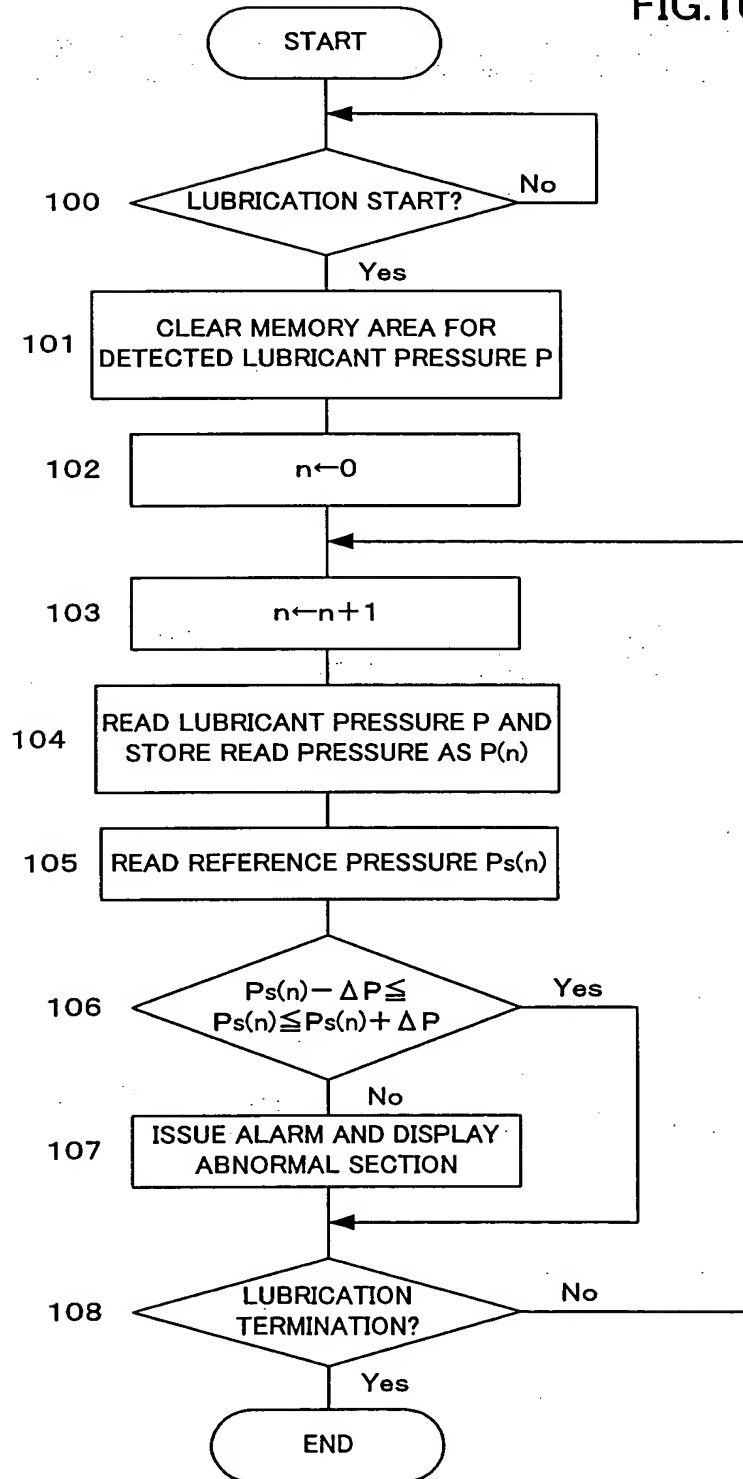 START
100
LUBRICATION START?
No
Yes
101
CLEAR MEMORY AREA FOR
DETECTED LUBRICANT PRESSURE P
102
n←0
103
n←n+1
104
READ LUBRICANT PRESSURE P AND
STORE READ PRESSURE AS P(n)
105
READ REFERENCE PRESSURE Ps(n)
106
Ps(n)−ΔP≦
Ps(n)≦Ps(n)+ΔP
Yes
No
107
ISSUE ALARM AND DISPLAY
ABNORMAL SECTION
108
LUBRICATION
TERMINATION?
No
Yes
END